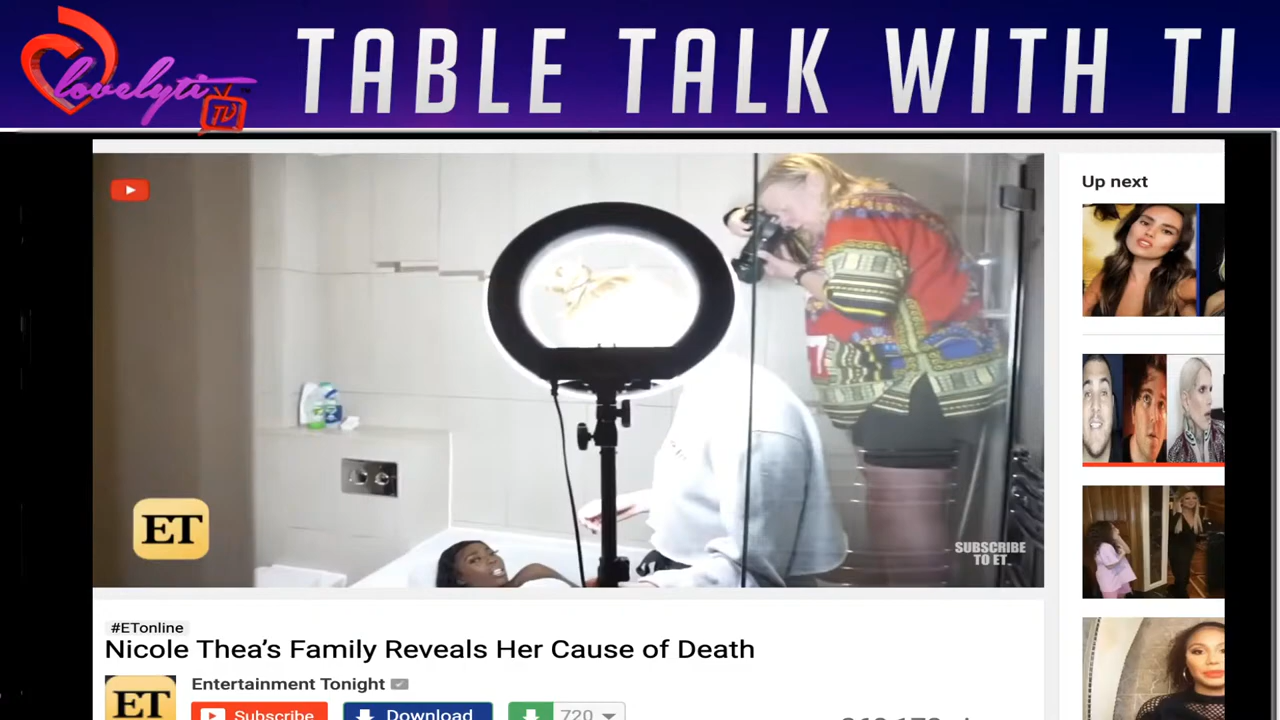 lovelyti
TV
TABLE TALK WITH TI
Up next
ET
SUBSCRIBE
TO ET
#ETonline
Nicole Thea’s Family Reveals Her Cause of Death
ET
Entertainment Tonight
Subscribe
Download
720